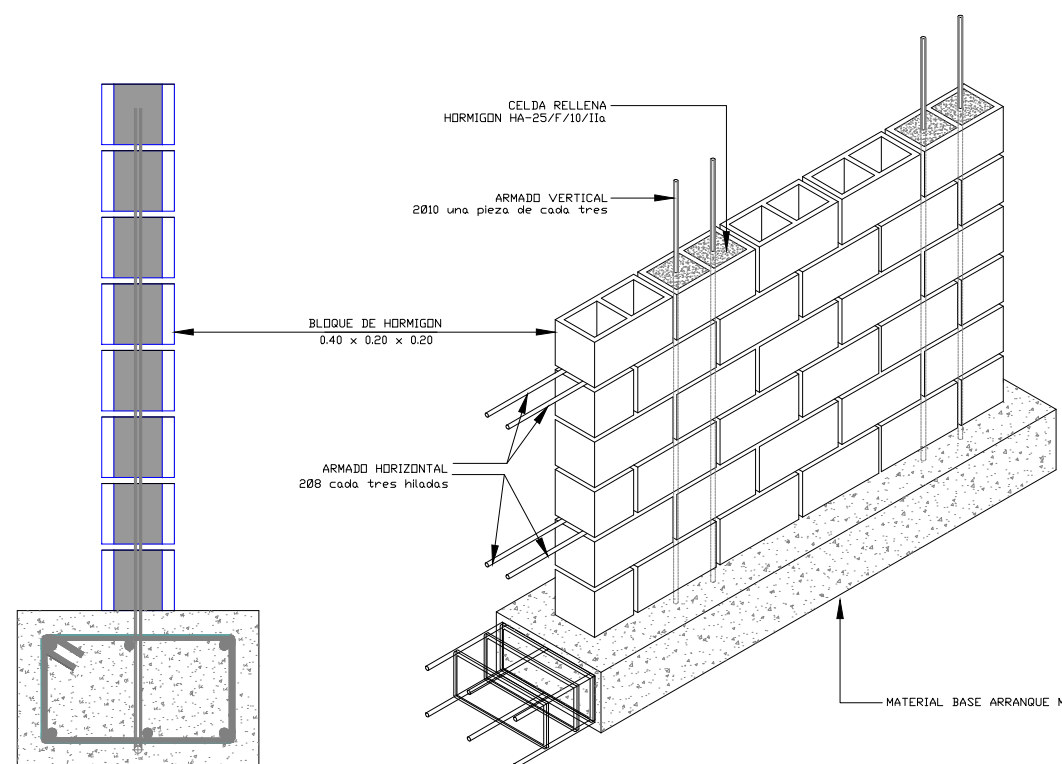 CELDA RELLENA
HORMIGON HA-25/F/10/IIa
ARMADO VERTICAL
2Ø10 una pieza de cada tres
BLOQUE DE HORMIGON
0.40 x 0.20 x 0.20
ARMADO HORIZONTAL
2Ø8 cada tres hiladas
MATERIAL BASE ARRANQUE